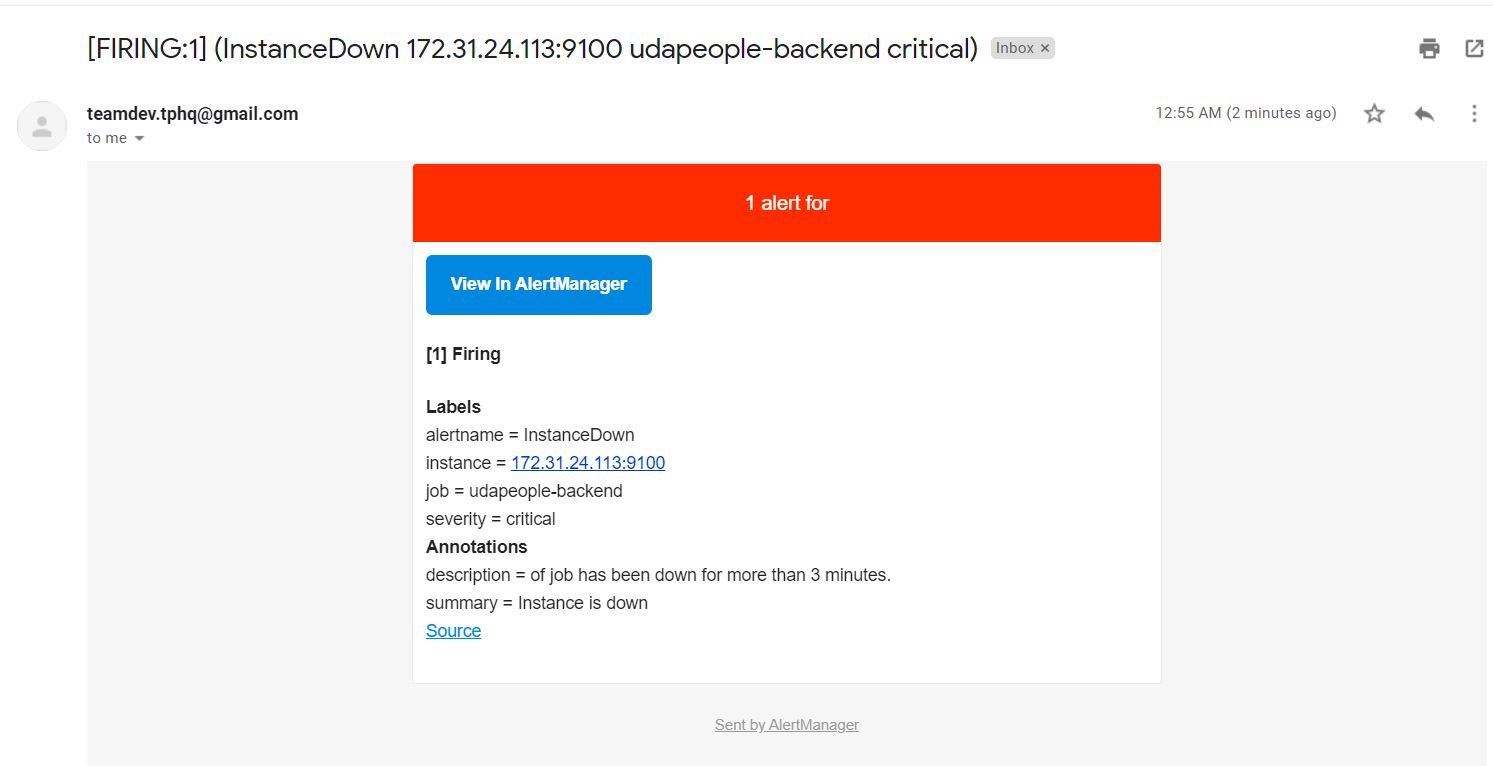 [FIRING:1] (InstanceDown 172.31.24.113:9100 udapeople-backend critical) Inbox ×
teamdev.tphq@gmail.com 12:55 AM (2 minutes ago)
to me
1 alert for
View In AlertManager
[1] Firing
Labels
alertname = InstanceDown
instance = 172.31.24.113:9100
job = udapeople-backend
severity = critical
Annotations
description = of job has been down for more than 3 minutes.
summary = Instance is down
Source
Sent by AlertManager